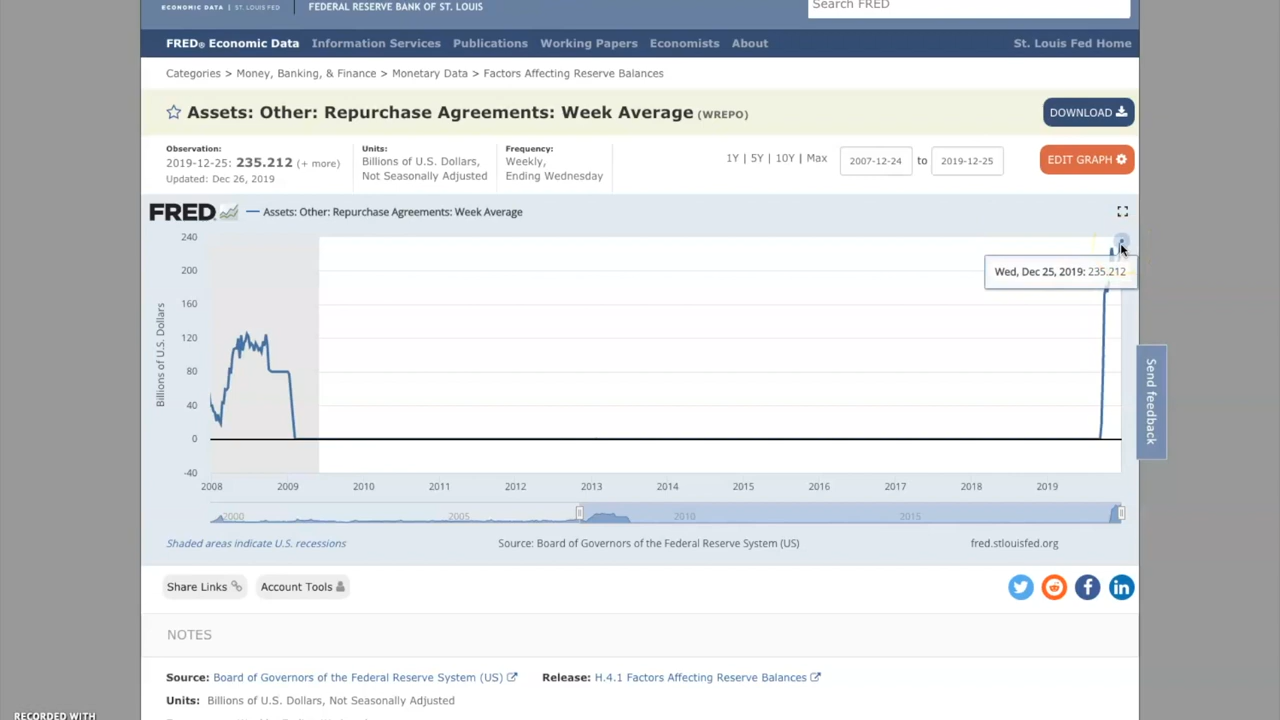 ECONOMIC DATA | ST. LOUIS FED
FEDERAL RESERVE BANK OF ST. LOUIS
Search FRED
FRED® Economic Data Information Services Publications Working Papers Economists About St. Louis Fed Home
Categories > Money, Banking, & Finance > Monetary Data > Factors Affecting Reserve Balances
Assets: Other: Repurchase Agreements: Week Average (WREPO)
DOWNLOAD
Observation:
2019-12-25: 235.212 (+ more)
Updated: Dec 26, 2019
Units:
Billions of U.S. Dollars,
Not Seasonally Adjusted
Frequency:
Weekly,
Ending Wednesday
1Y | 5Y | 10Y | Max
2007-12-24 to 2019-12-25
EDIT GRAPH
FRED Assets: Other: Repurchase Agreements: Week Average
240
200
160
120
80
40
0
-40
Billions of U.S. Dollars
Wed, Dec 25, 2019: 235.212
2008 2009 2010 2011 2012 2013 2014 2015 2016 2017 2018 2019
2000 2005 2010 2015
Shaded areas indicate U.S. recessions
Source: Board of Governors of the Federal Reserve System (US)
fred.stlouisfed.org
Send feedback
Share Links Account Tools
NOTES
Source: Board of Governors of the Federal Reserve System (US) Release: H.4.1 Factors Affecting Reserve Balances
Units: Billions of U.S. Dollars, Not Seasonally Adjusted
RECORDED WITH